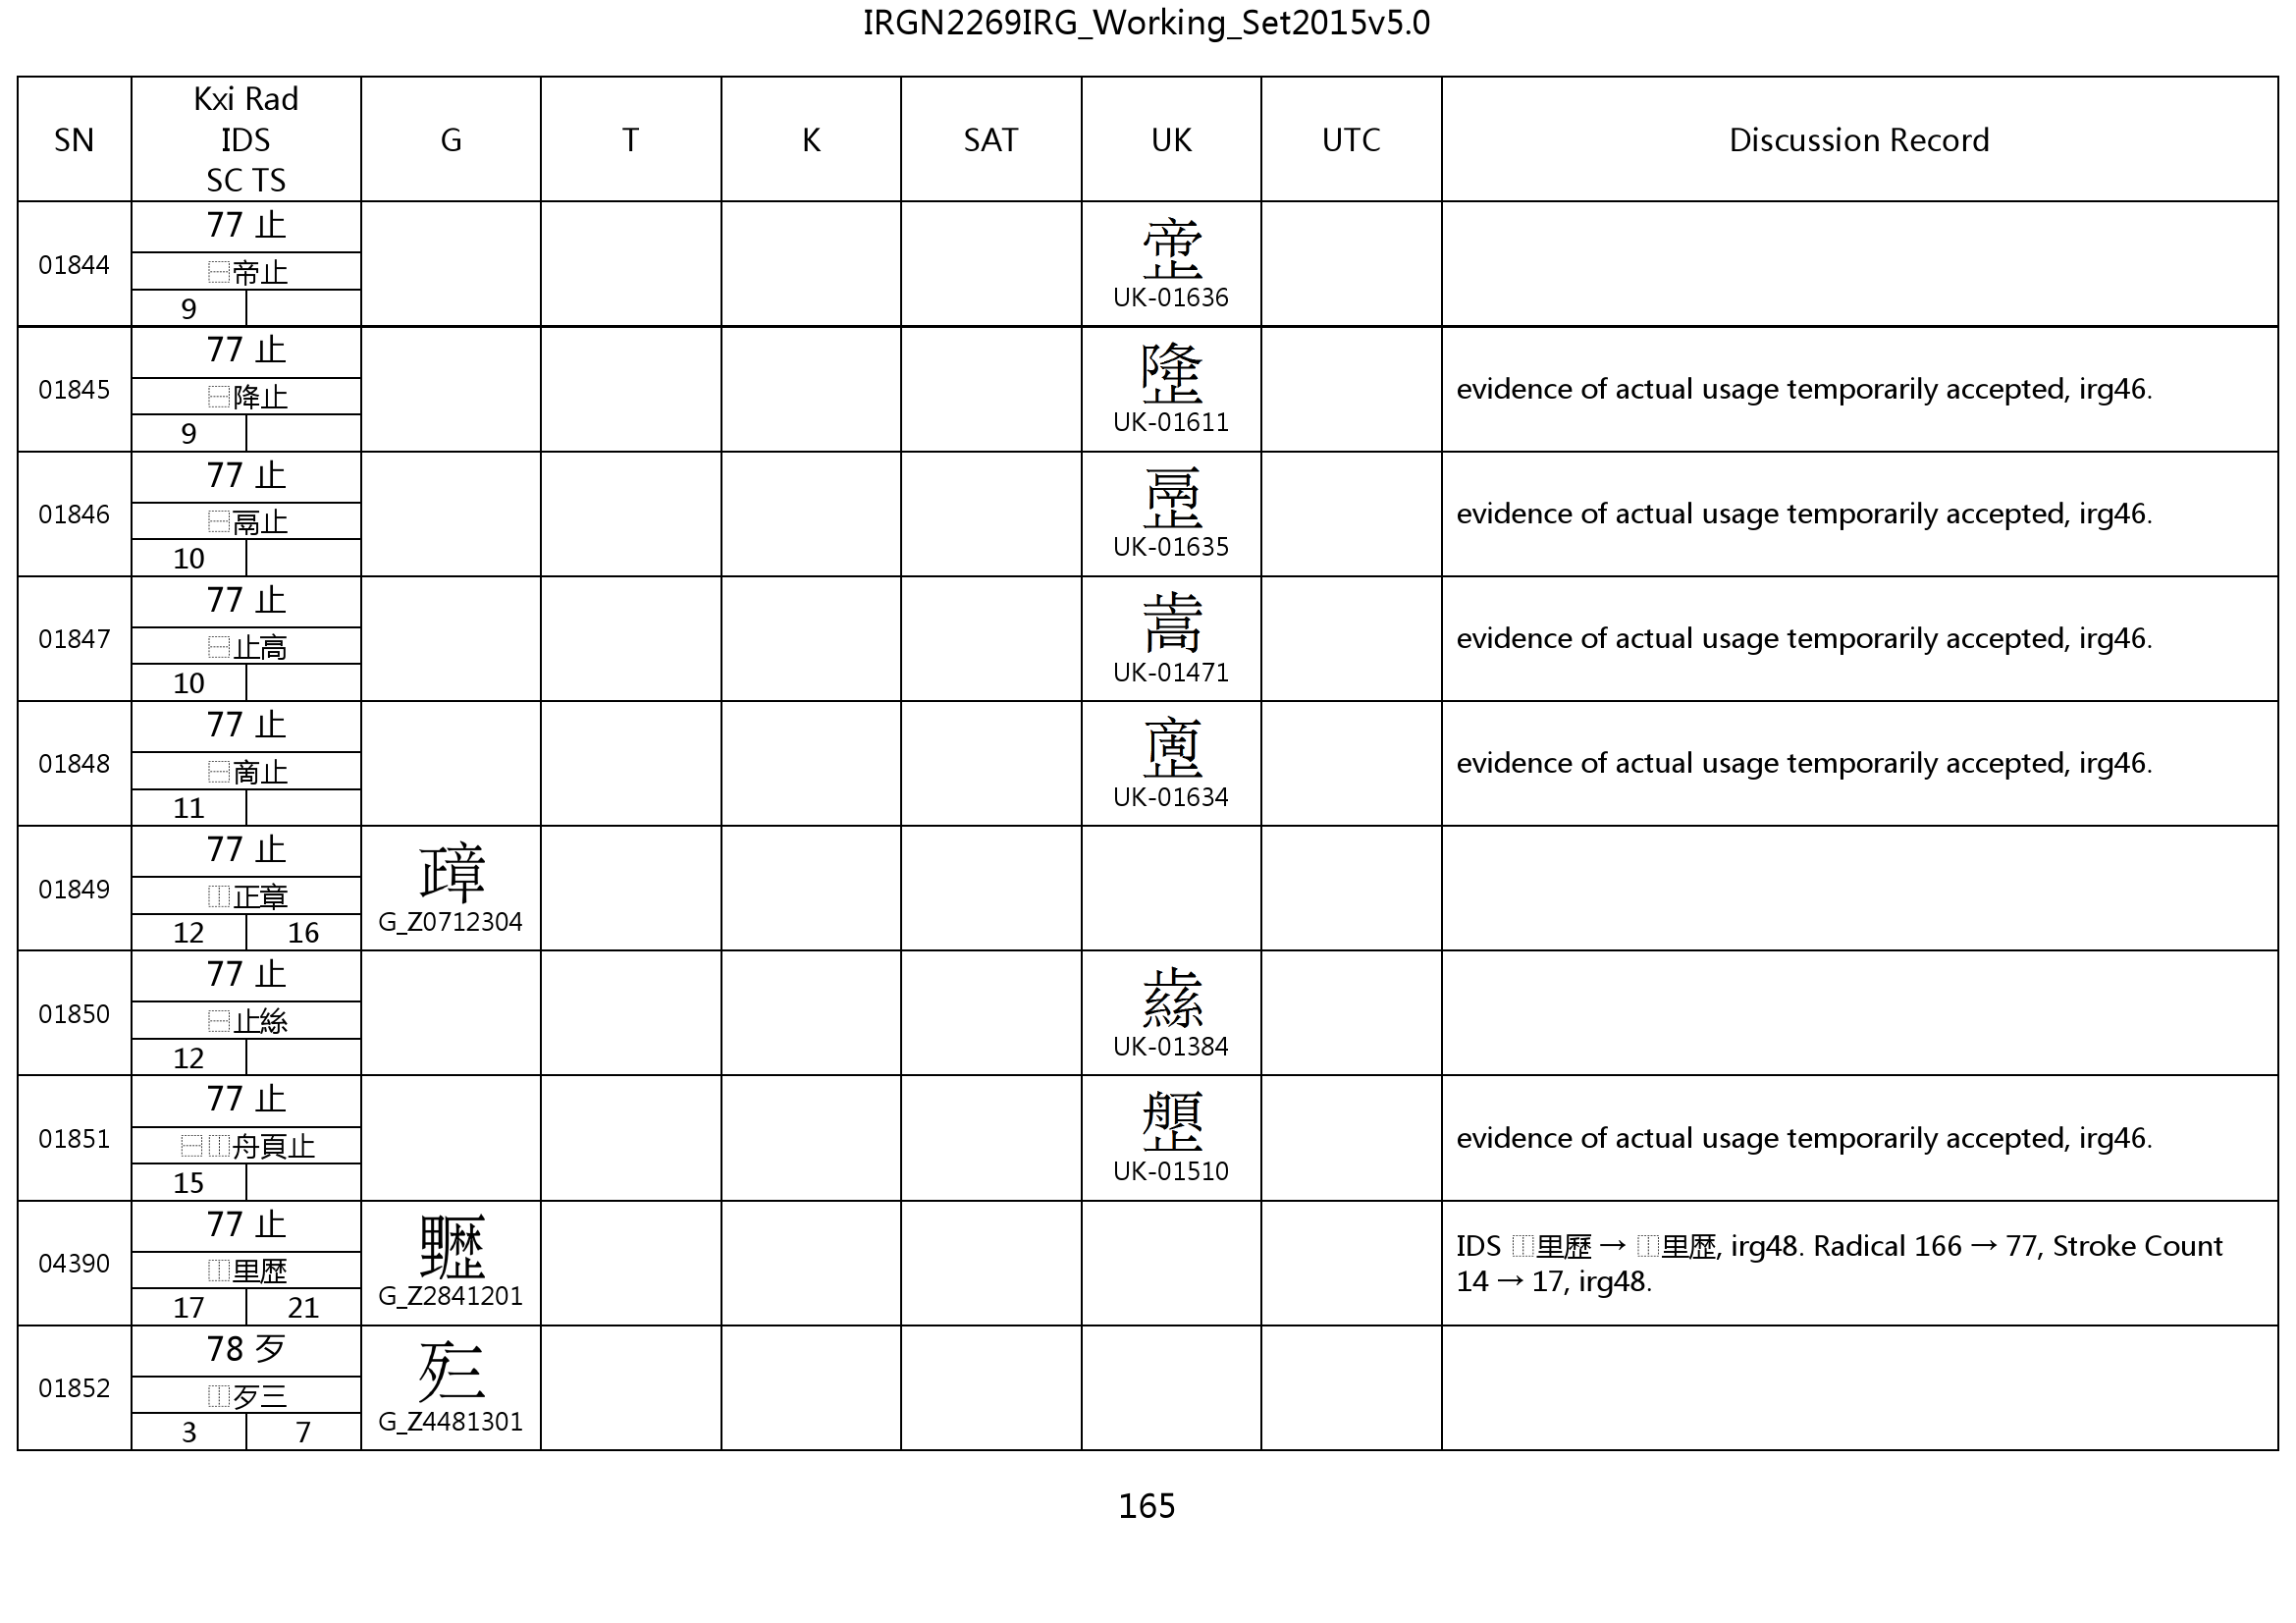 IRGN2269IRG_Working_Set2015v5.0
SN
Kxi Rad
IDS
SC TS
G
T
K
SAT
UK
UTC
Discussion Record
01844
77 止
⿱帝止
9
UK-01636
01845
77 止
⿱降止
9
UK-01611
evidence of actual usage temporarily accepted, irg46.
01846
77 止
⿱鬲止
10
UK-01635
evidence of actual usage temporarily accepted, irg46.
01847
77 止
⿱止高
10
UK-01471
evidence of actual usage temporarily accepted, irg46.
01848
77 止
⿱啇止
11
UK-01634
evidence of actual usage temporarily accepted, irg46.
01849
77 止
⿰正章
12 16
G_Z0712304
01850
77 止
⿱止絲
12
UK-01384
01851
77 止
⿱⿰舟頁止
15
UK-01510
evidence of actual usage temporarily accepted, irg46.
04390
77 止
⿰里歷
17 21
G_Z2841201
IDS ⿰里歷 → ⿰里歴, irg48. Radical 166 → 77, Stroke Count
14 → 17, irg48.
01852
78 歹
⿰歹三
3 7
G_Z4481301
165